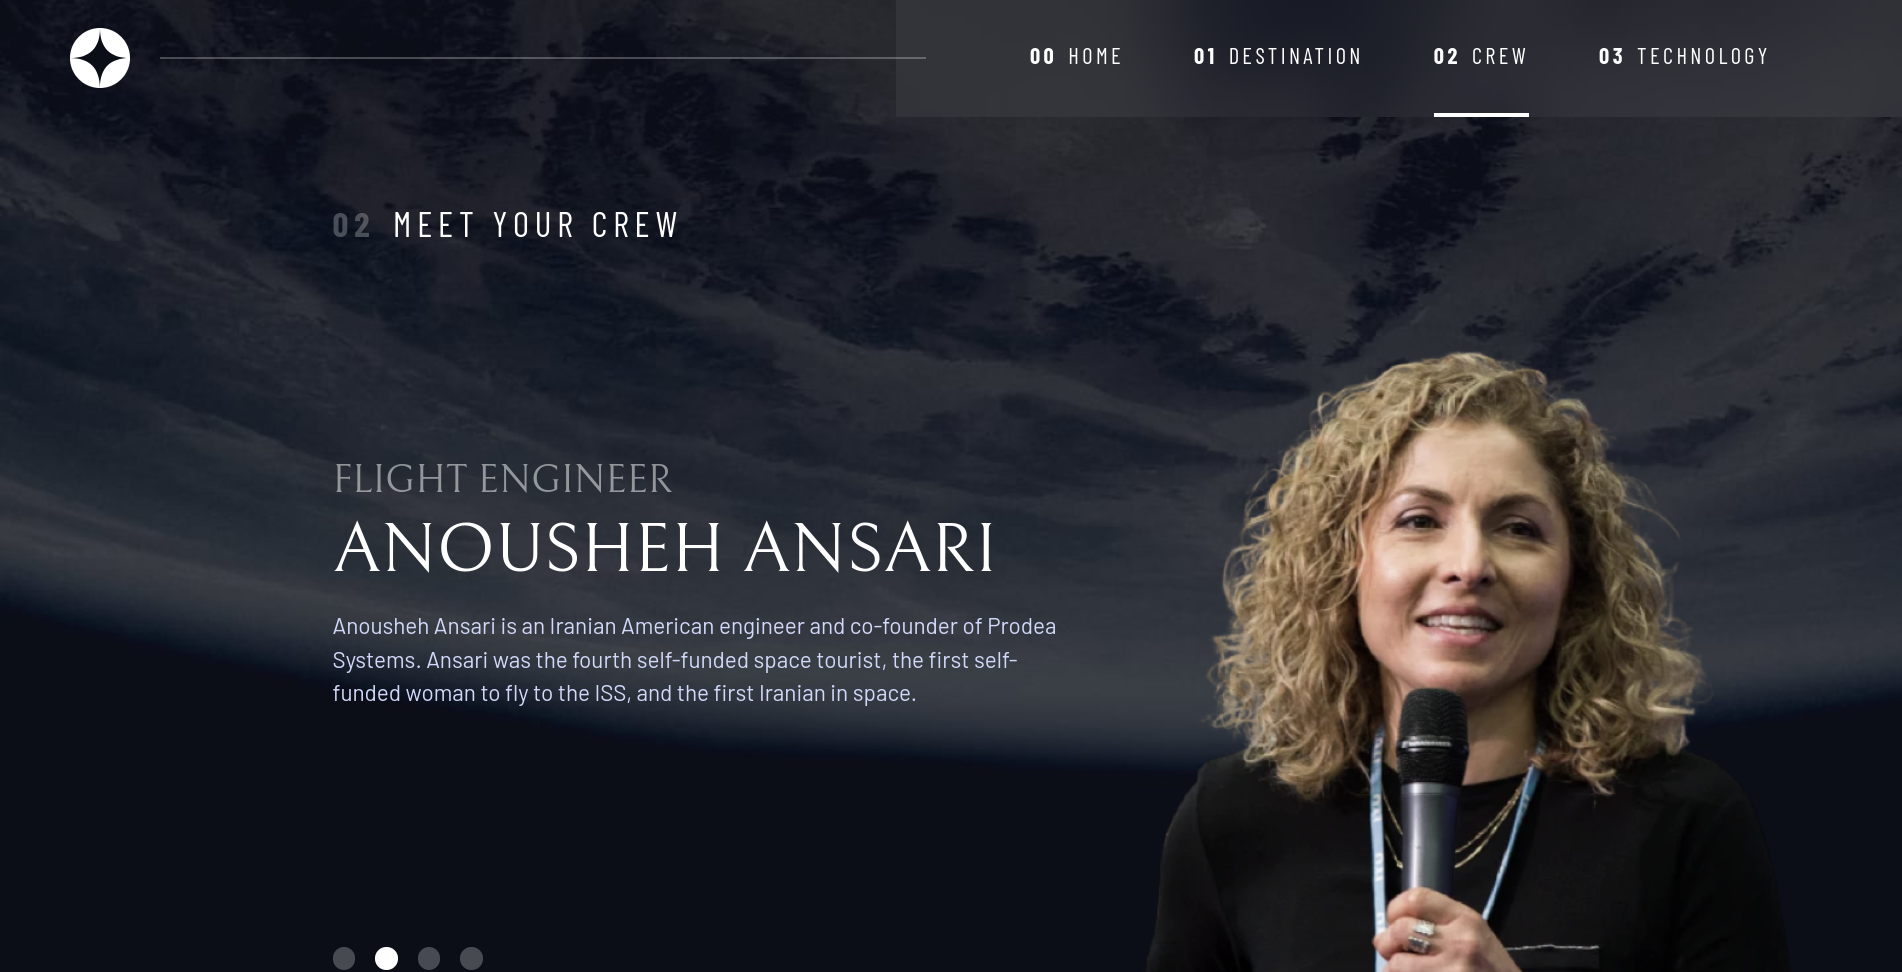 00 HOME
01 DESTINATION
02 CREW
03 TECHNOLOGY
02 MEET YOUR CREW
FLIGHT ENGINEER
ANOUSHEH ANSARI
Anousheh Ansari is an Iranian American engineer and co-founder of Prodea
Systems. Ansari was the fourth self-funded space tourist, the first self-
funded woman to fly to the ISS, and the first Iranian in space.